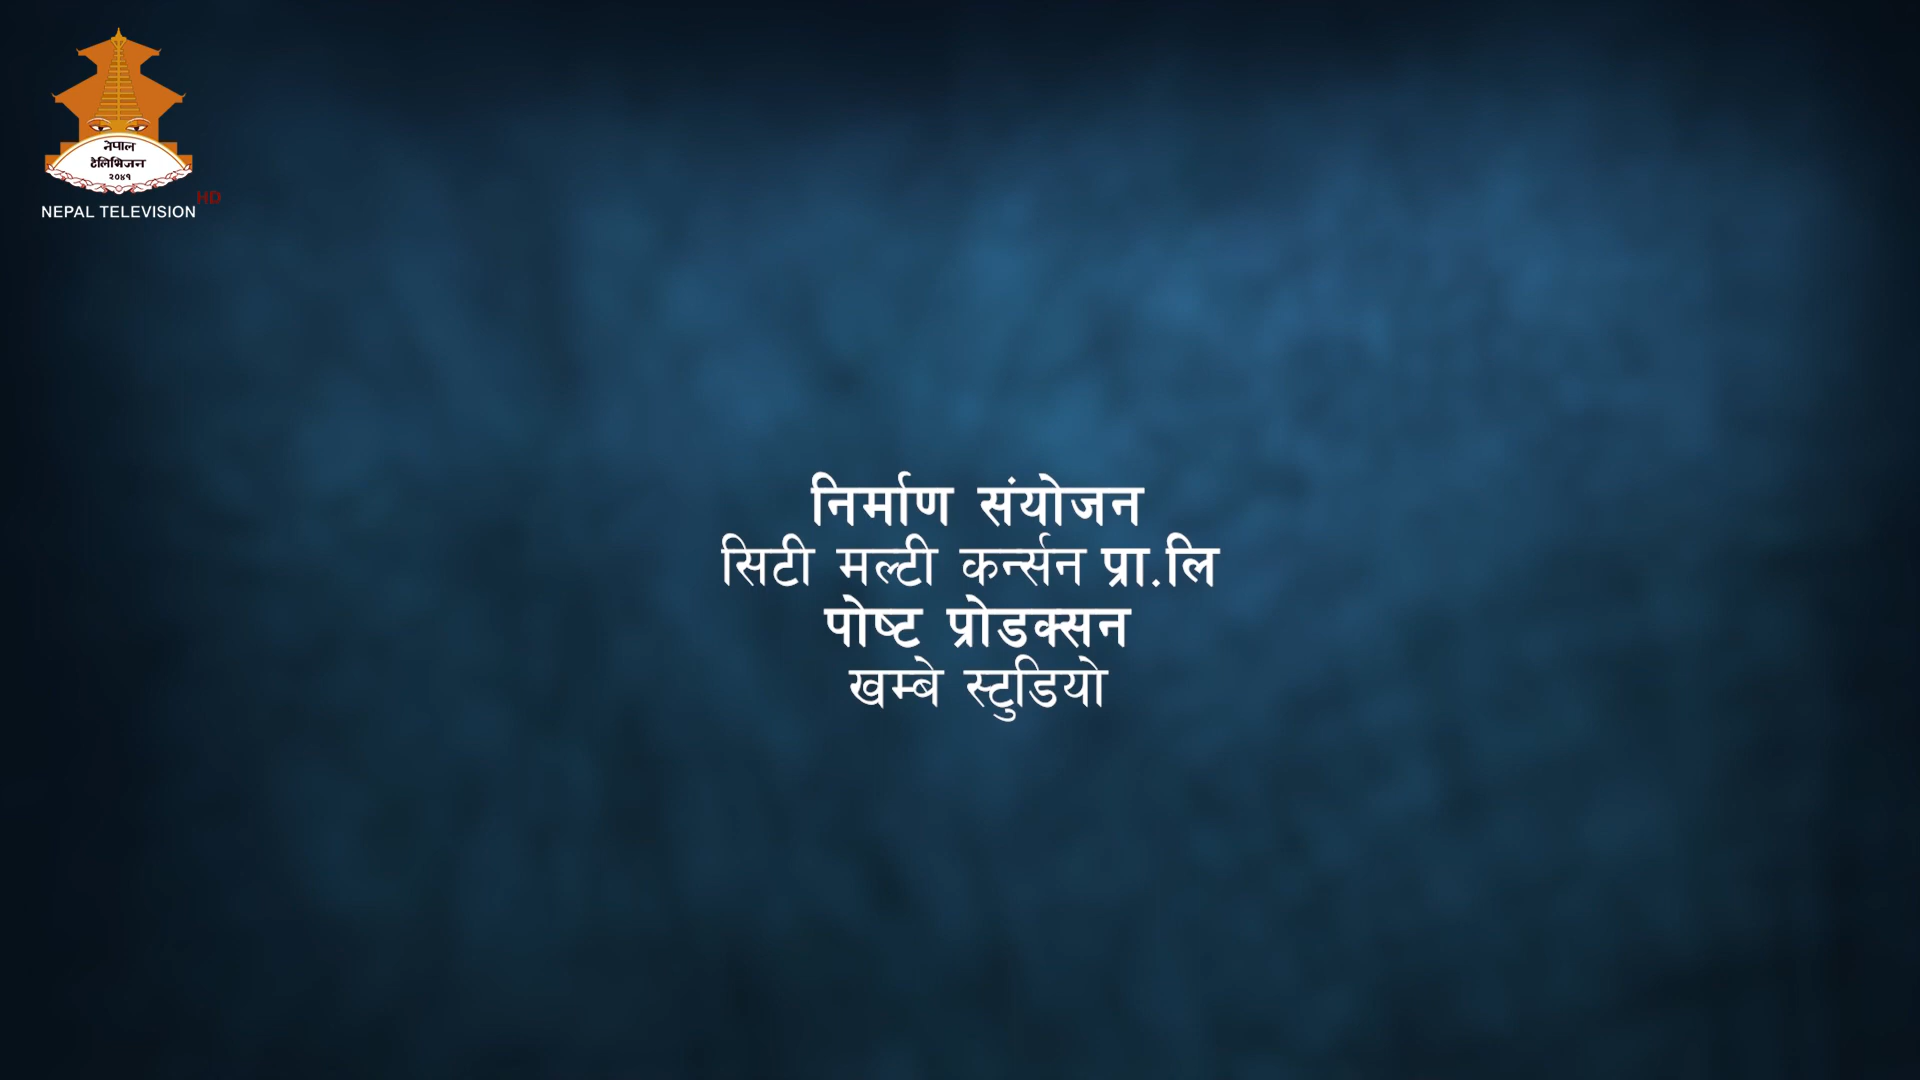 नेपाल
टेलिभिजन
२०४१
HD
NEPAL TELEVISION
निर्माण संयोजन
सिटी मल्टी कर्न्सन प्रा.लि
पोष्ट प्रोडक्सन
खम्बे स्टुडियो